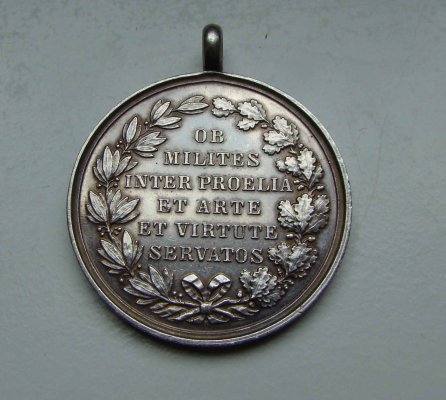 OB
MILITES
INTER PROELIA
ET ARTE
ET VIRTUTE
SERVATOS